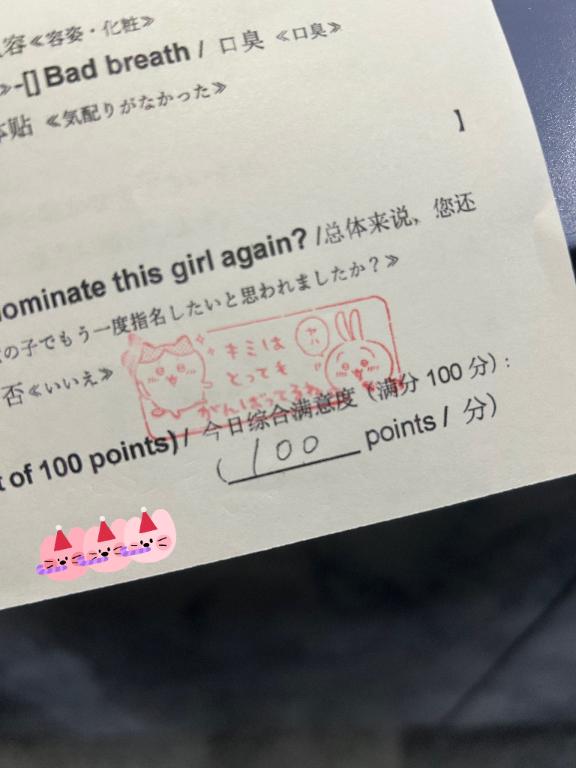 容≪容姿・化粧≫
≫-[]Bad breath / 口臭 ≪口臭≫
体贴 ≪気配りがなかった≫
】
nominate this girl again? /总体来说，您还
の子でもう一度指名したいと思われましたか？≫
否≪いいえ≫
キミは
とっても
がんばってるね
ヤハ
t of 100 points) / 今日综合满意度（满分 100 分）:
(100 points / 分）